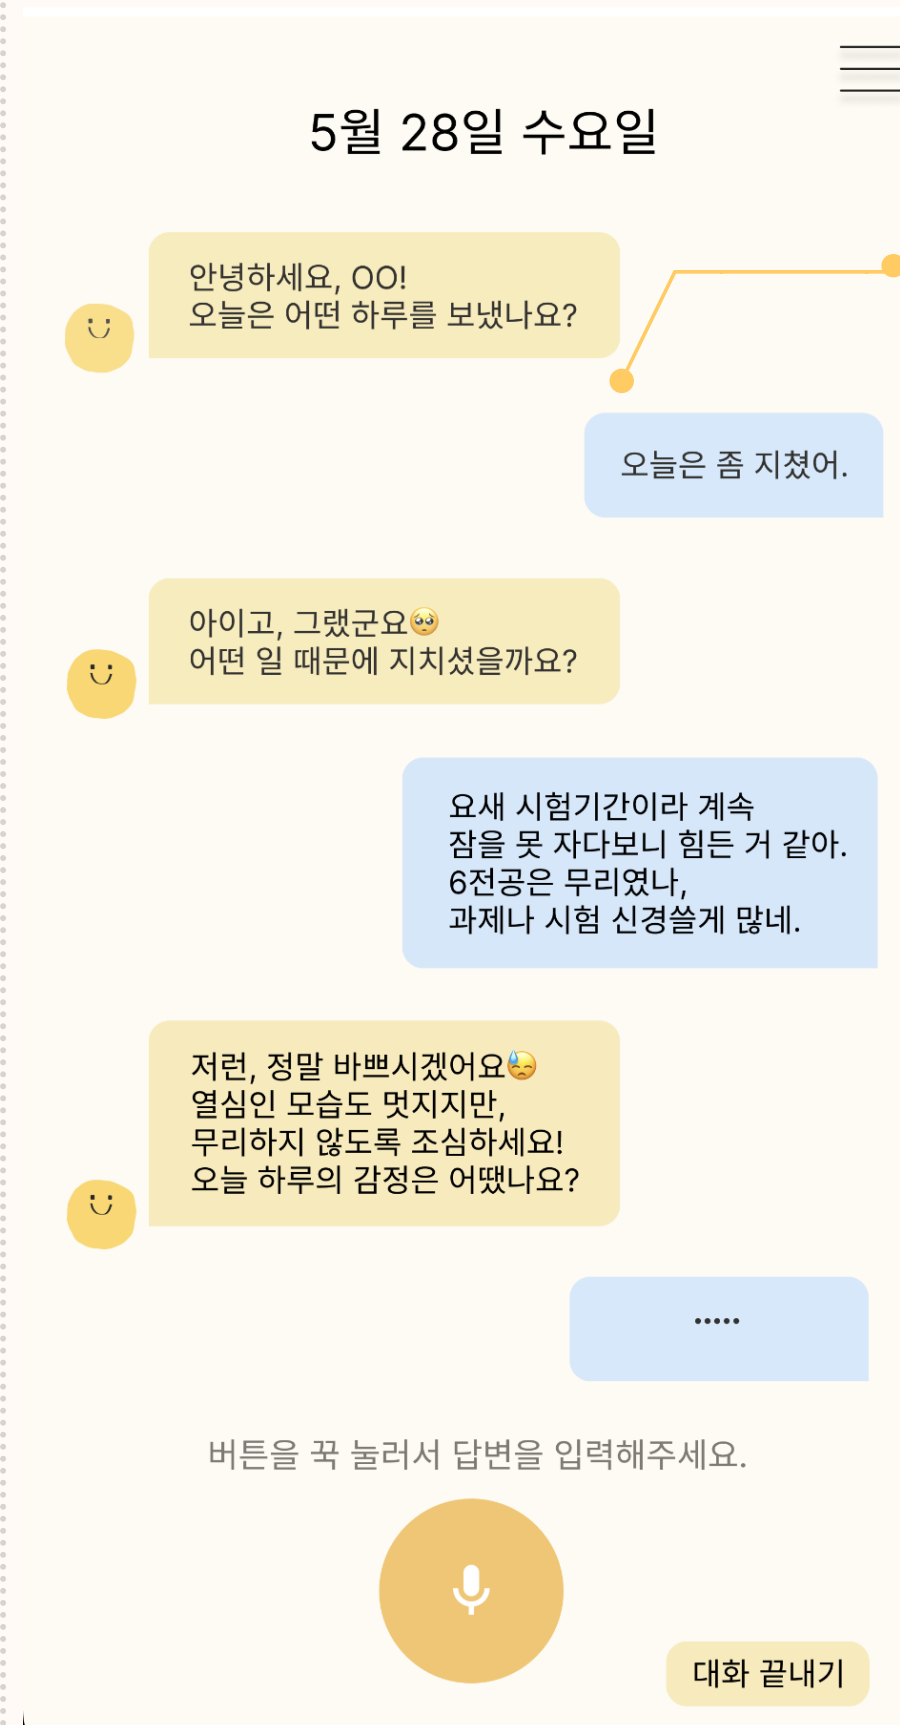 5월 28일 수요일
안녕하세요, OO!
오늘은 어떤 하루를 보냈나요?
오늘은 좀 지쳤어.
아이고, 그랬군요🥺
어떤 일 때문에 지치셨을까요?
요새 시험기간이라 계속
잠을 못 자다보니 힘든 거 같아.
6전공은 무리였나,
과제나 시험 신경쓸게 많네.
저런, 정말 바쁘시겠어요😓
열심인 모습도 멋지지만,
무리하지 않도록 조심하세요!
오늘 하루의 감정은 어땠나요?
•••••
버튼을 꾹 눌러서 답변을 입력해주세요.
대화 끝내기